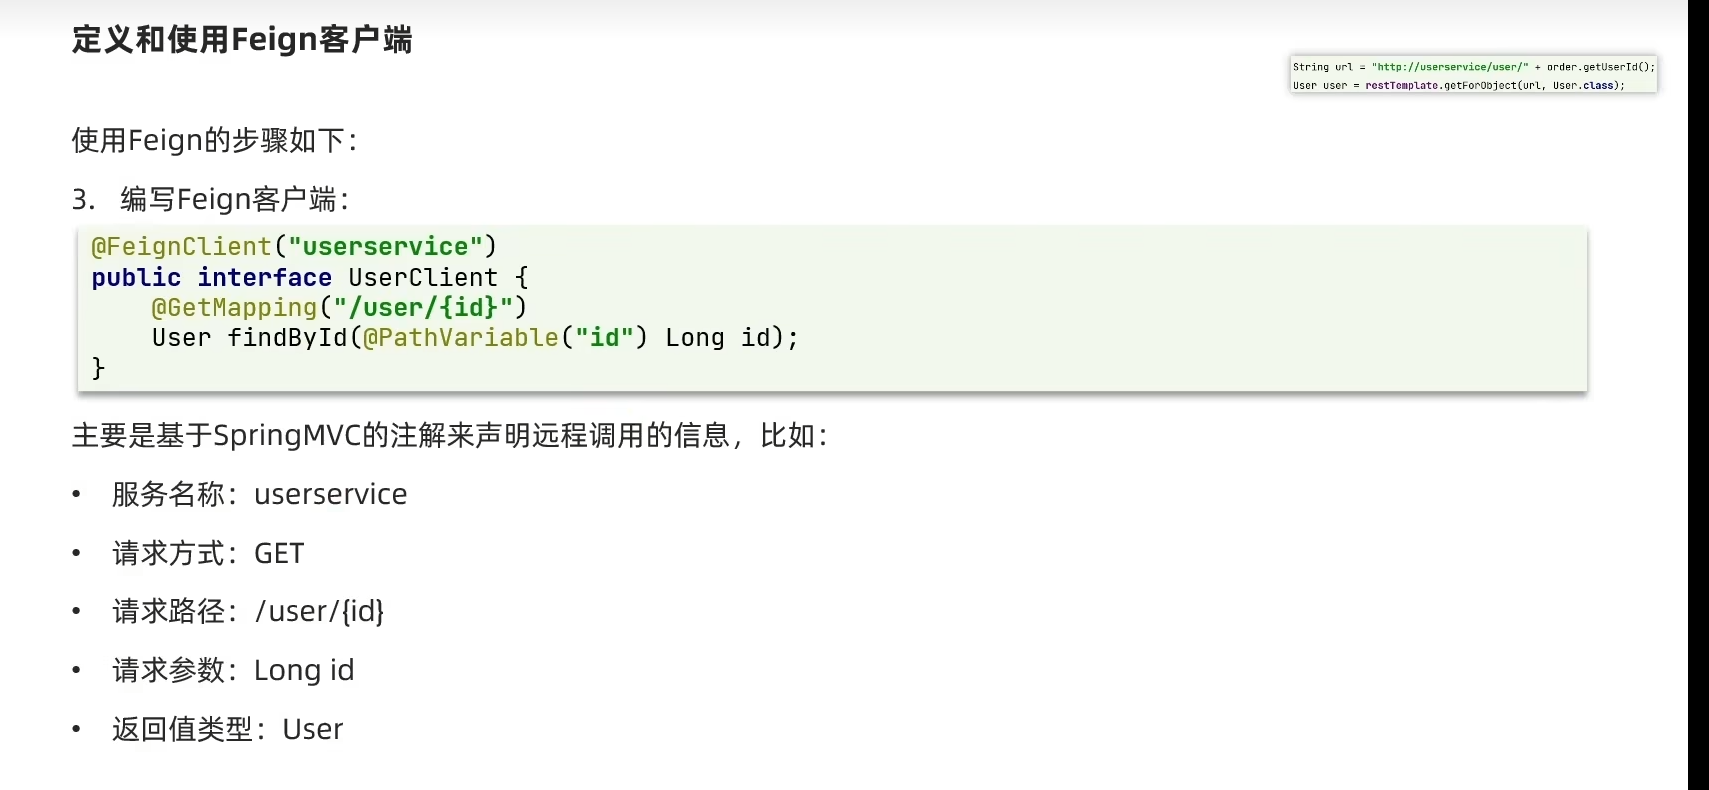 定义和使用Feign客户端
String url = "http://userservice/user/" + order.getUserId();
User user = restTemplate.getForObject(url, User.class);
使用Feign的步骤如下：
3. 编写Feign客户端：
@FeignClient("userservice")
public interface UserClient {
    @GetMapping("/user/{id}")
    User findById(@PathVariable("id") Long id);
}
主要是基于SpringMVC的注解来声明远程调用的信息，比如：
• 服务名称：userservice
• 请求方式：GET
• 请求路径：/user/{id}
• 请求参数：Long id
• 返回值类型：User